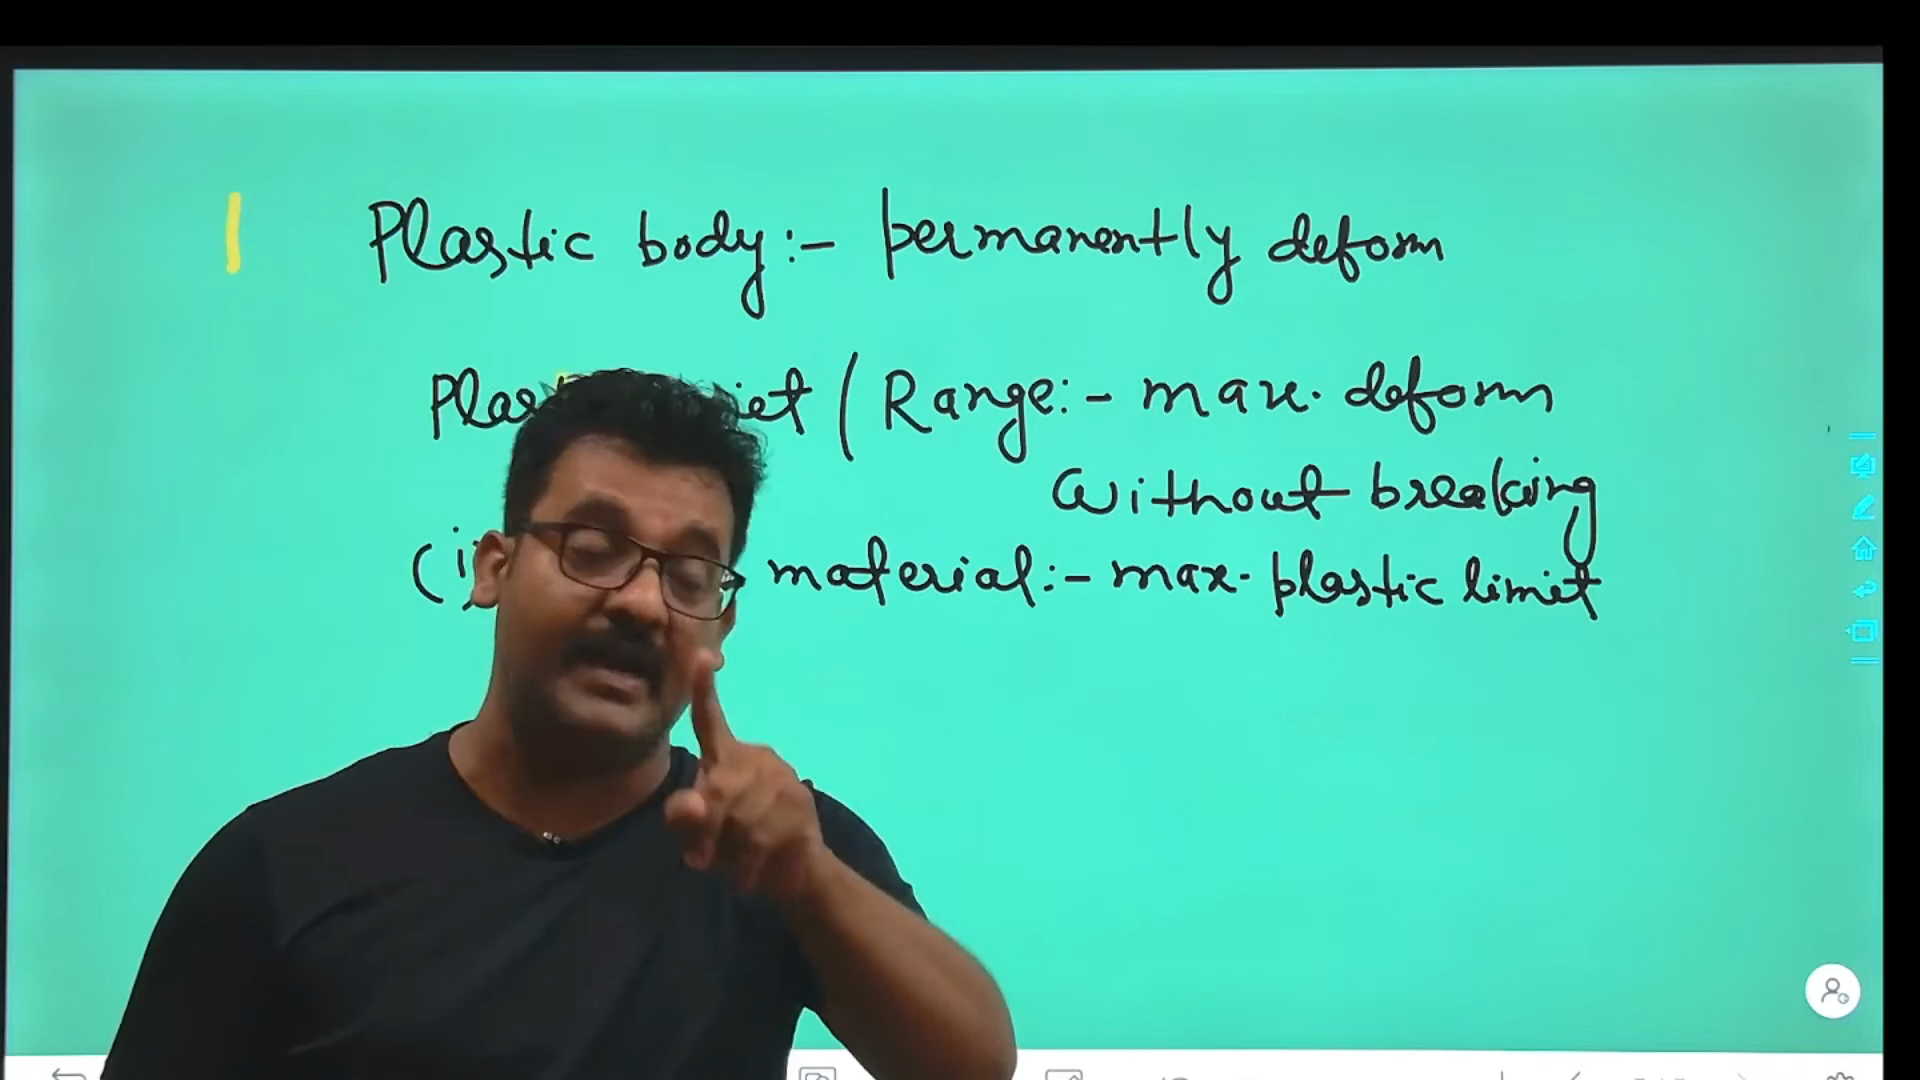 Plastic body:- permanently deform
/ Range:- max. deform
without breaking
material:- max. plastic limit